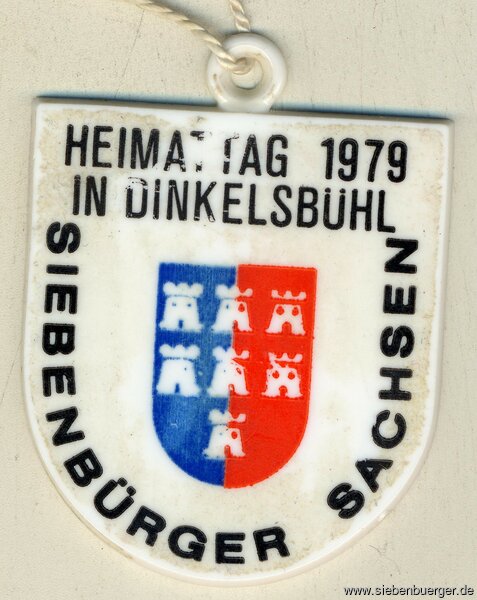 HEIMATTAG 1979
IN DINKELSBÜHL
SIEBENBÜRGER SACHSEN
www.siebenbuerger.de